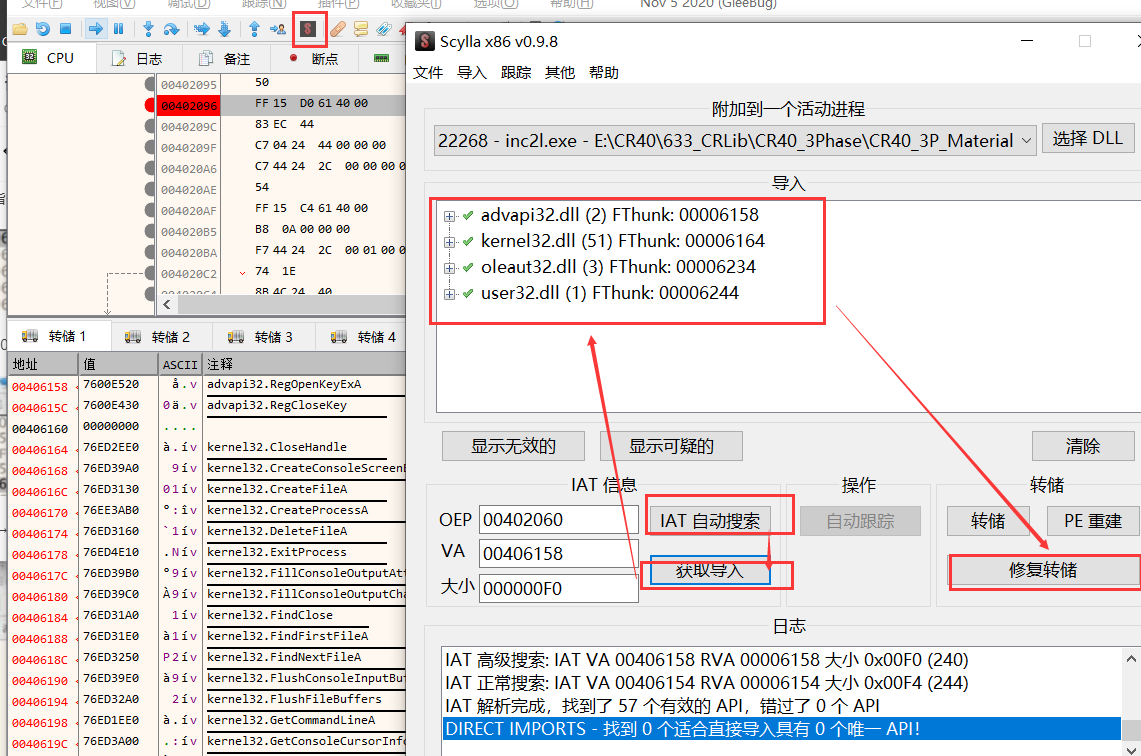 文件(F) 视图(V) 调试(D) 跟踪(N) 插件(P) 收藏夹(I) 选项(O) 帮助(H) Nov 5 2020 (GleeBug)
CPU 日志 备注 断点
00402095 50
00402096 FF 15 D0 61 40 00
0040209C 83 EC 44
0040209F C7 04 24 44 00 00 00
004020A6 C7 44 24 2C 00 00 00 0
004020AE 54
004020AF FF 15 C4 61 40 00
004020B5 B8 0A 00 00 00
004020BA F7 44 24 2C 00 01 00 0
004020C2 74 1E
004020C4 8B 4C 24 40
转储 1 转储 2 转储 3 转储 4
地址 值 ASCII 注释
00406158 7600E520 å.v advapi32.RegOpenKeyExA
0040615C 7600E430 0ä.v advapi32.RegCloseKey
00406160 00000000 ....
00406164 76ED2EE0 à.ív kernel32.CloseHandle
00406168 76ED39A0 9ív kernel32.CreateConsoleScreenB
0040616C 76ED3130 01ív kernel32.CreateFileA
00406170 76EE3AB0 °:îv kernel32.CreateProcessA
00406174 76ED3160 `1ív kernel32.DeleteFileA
00406178 76ED4E10 .Nív kernel32.ExitProcess
0040617C 76ED39B0 °9ív kernel32.FillConsoleOutputAtt
00406180 76ED39C0 À9ív kernel32.FillConsoleOutputCha
00406184 76ED31A0 1ív kernel32.FindClose
00406188 76ED31E0 à1ív kernel32.FindFirstFileA
0040618C 76ED3250 P2ív kernel32.FindNextFileA
00406190 76ED39E0 à9ív kernel32.FlushConsoleInputBuf
00406194 76ED32A0 2ív kernel32.FlushFileBuffers
00406198 76ED1EE0 à.ív kernel32.GetCommandLineA
0040619C 76ED3A00 .:ív kernel32.GetConsoleCursorInfo
Scylla x86 v0.9.8
文件 导入 跟踪 其他 帮助
附加到一个活动进程
22268 - inc2l.exe - E:\CR40\633_CRLib\CR40_3Phase\CR40_3P_Material
选择 DLL
导入
advapi32.dll (2) FThunk: 00006158
kernel32.dll (51) FThunk: 00006164
oleaut32.dll (3) FThunk: 00006234
user32.dll (1) FThunk: 00006244
显示无效的 显示可疑的 清除
IAT 信息 操作 转储
OEP 00402060 IAT 自动搜索 自动跟踪 转储 PE 重建
VA 00406158
获取导入 修复转储
大小 000000F0
日志
IAT 高级搜索: IAT VA 00406158 RVA 00006158 大小 0x00F0 (240)
IAT 正常搜索: IAT VA 00406154 RVA 00006154 大小 0x00F4 (244)
IAT 解析完成，找到了 57 个有效的 API，错过了 0 个 API
DIRECT IMPORTS - 找到 0 个适合直接导入具有 0 个唯一 API!